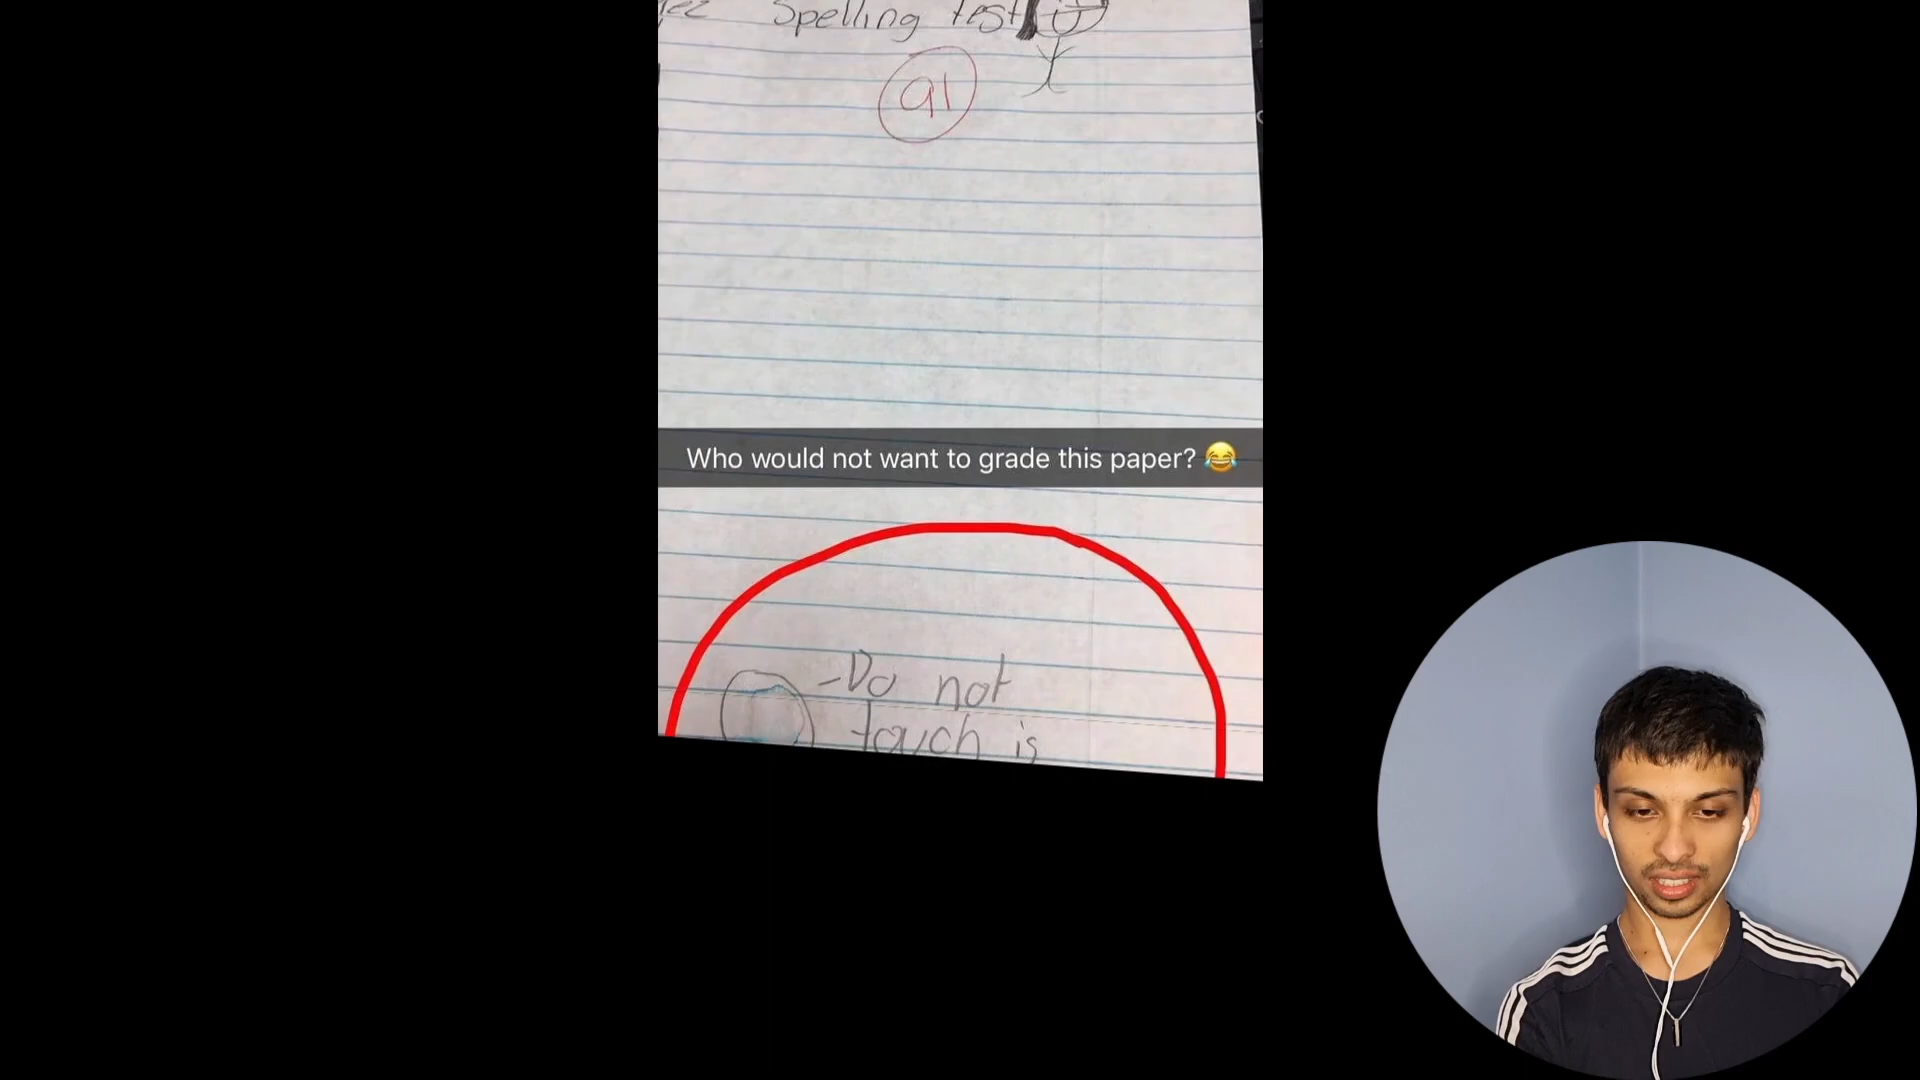 Spelling test
91
Who would not want to grade this paper? 😂
-Do not
touch is